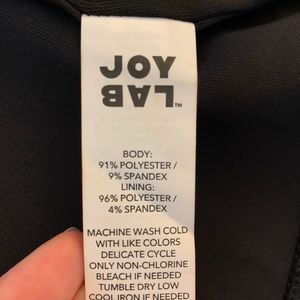 JOY
LAB™
BODY:
91% POLYESTER /
9% SPANDEX
LINING:
96% POLYESTER /
4% SPANDEX
MACHINE WASH COLD
WITH LIKE COLORS
DELICATE CYCLE
ONLY NON-CHLORINE
BLEACH IF NEEDED
TUMBLE DRY LOW
COOL IRON IF NEEDED